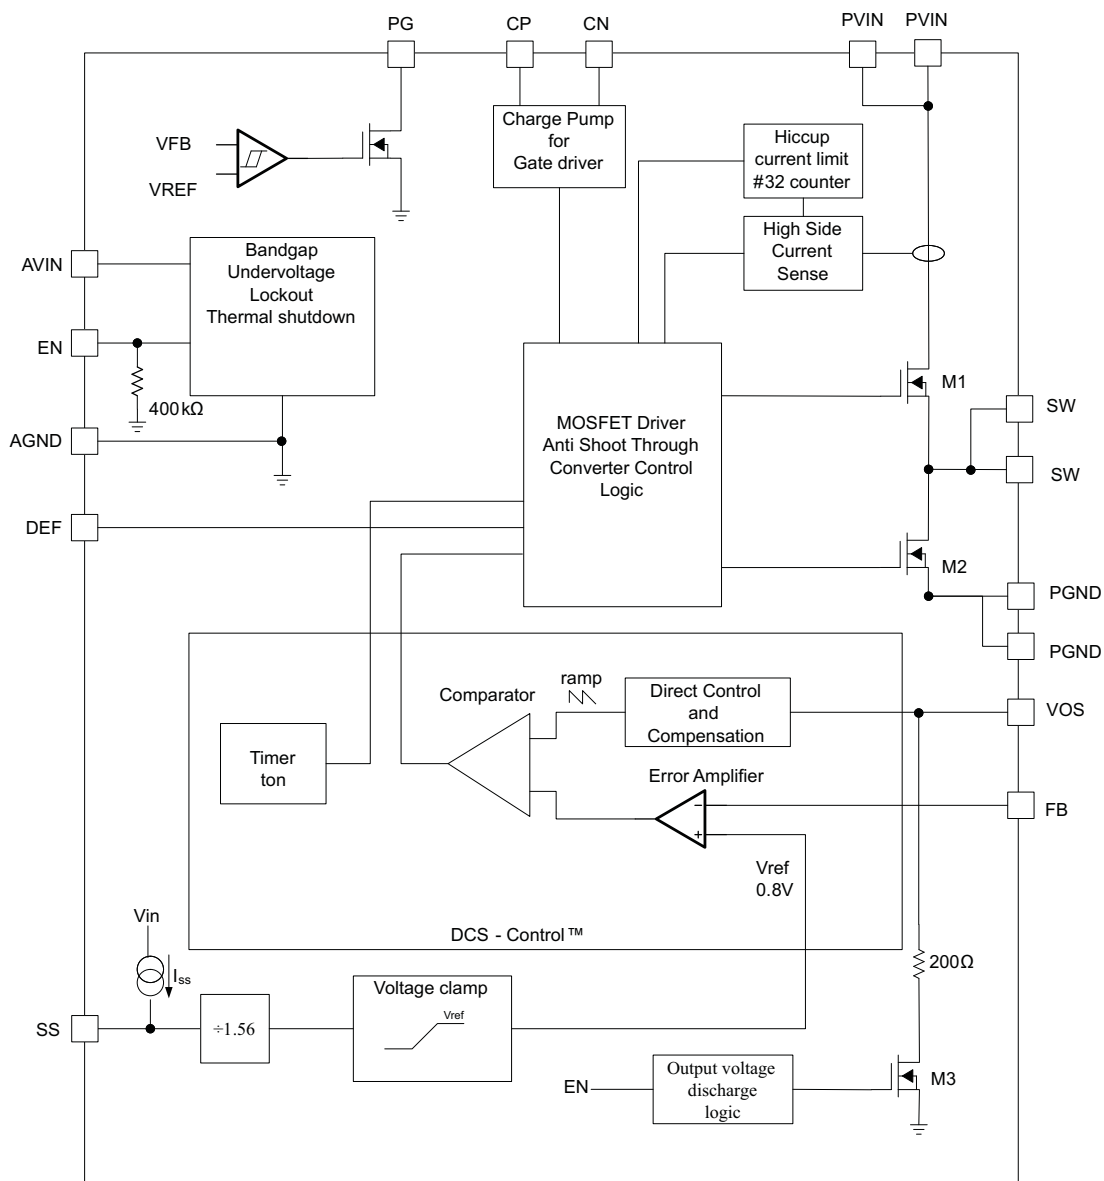 PG
CP
CN
PVIN
PVIN
VFB
VREF
Charge Pump
for
Gate driver
Hiccup
current limit
#32 counter
High Side
Current
Sense
AVIN
Bandgap
Undervoltage
Lockout
Thermal shutdown
EN
400kΩ
AGND
DEF
MOSFET Driver
Anti Shoot Through
Converter Control
Logic
M1
SW
SW
M2
PGND
PGND
Comparator
ramp
Direct Control
and
Compensation
VOS
Timer
ton
Error Amplifier
−
+
FB
Vref
0.8V
DCS - Control™
Vin
Iss
SS
÷1.56
Voltage clamp
Vref
200Ω
EN
Output voltage
discharge
logic
M3